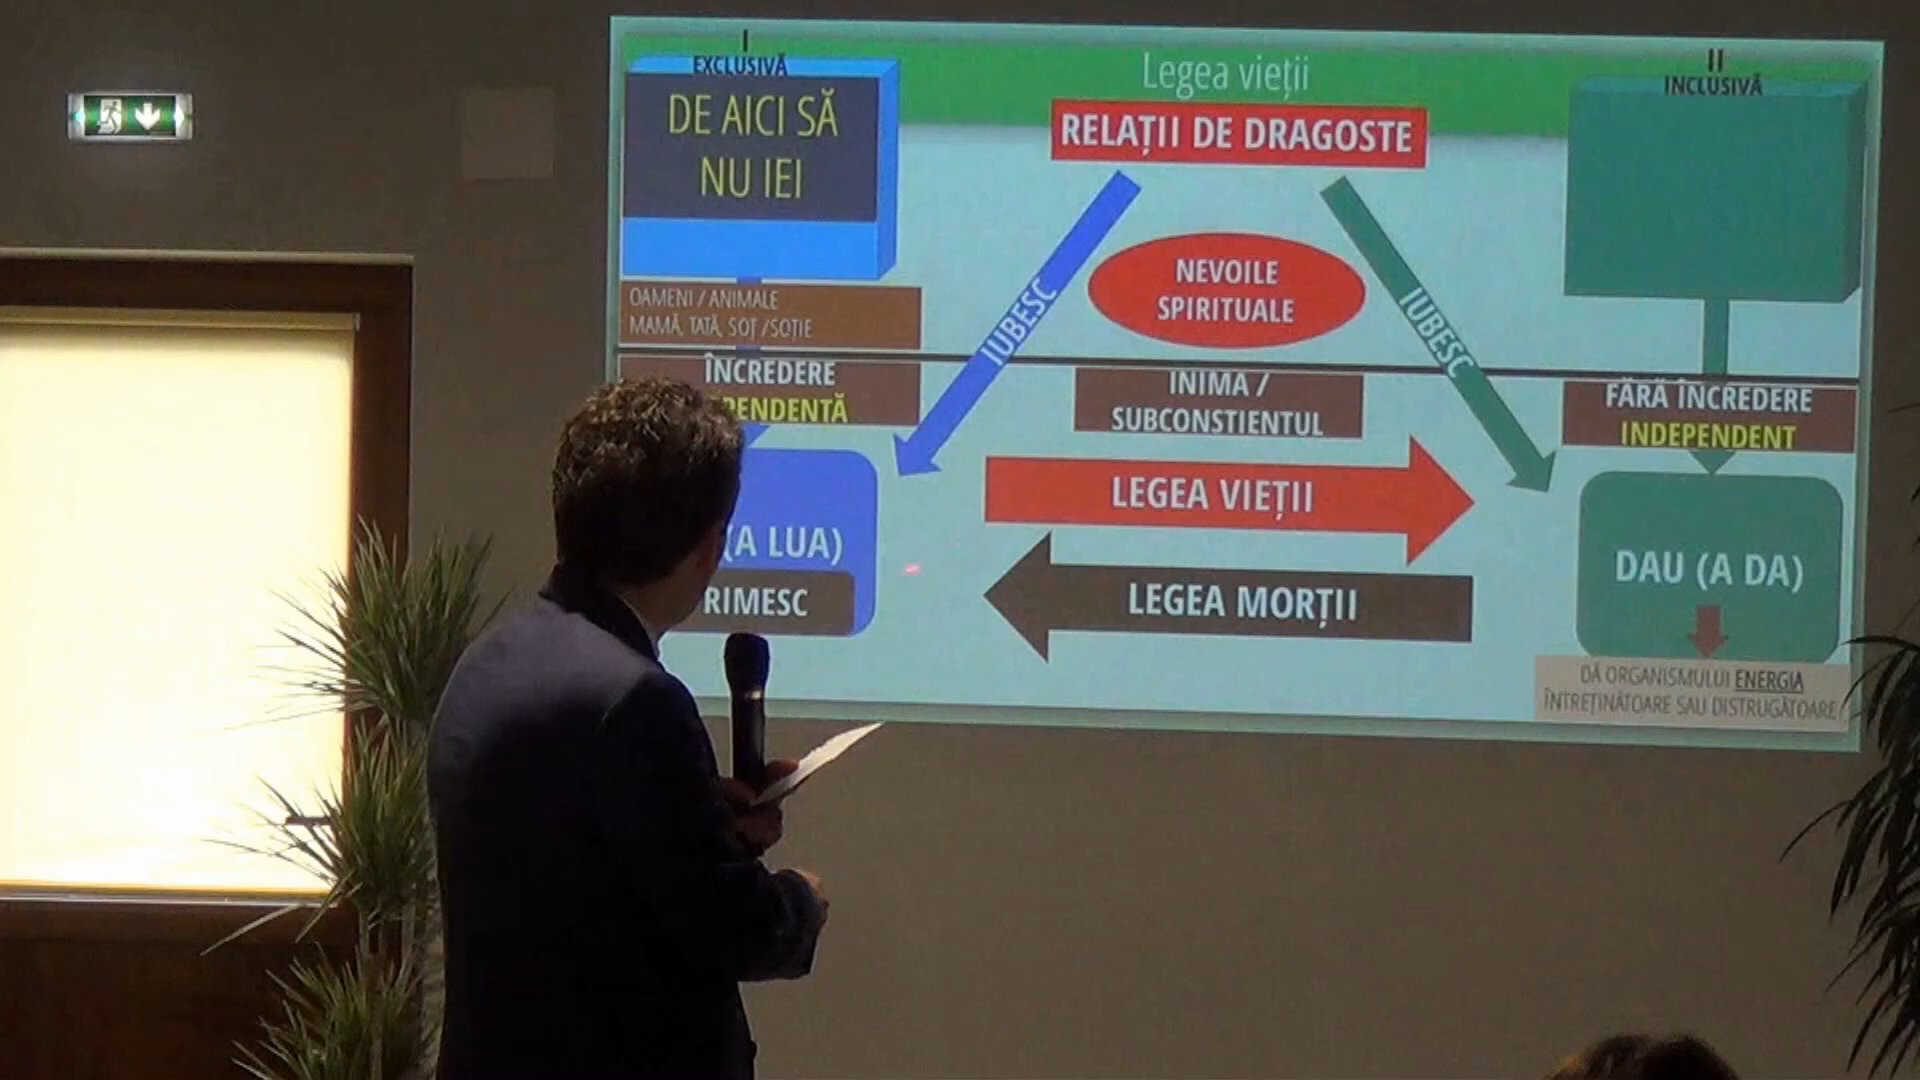 I
EXCLUSIVĂ
DE AICI SĂ
NU IEI
OAMENI / ANIMALE
MAMĂ, TATĂ, SOȚ /SOȚIE
ÎNCREDERE
PENDENTĂ
(A LUA)
RIMESC
Legea vieții
RELAȚII DE DRAGOSTE
IUBESC
NEVOILE
SPIRITUALE
IUBESC
INIMA /
SUBCONSTIENTUL
LEGEA VIEȚII
LEGEA MORȚII
II
INCLUSIVĂ
FĂRĂ ÎNCREDERE
INDEPENDENT
DAU (A DA)
DĂ ORGANISMULUI ENERGIA
ÎNTREȚINĂTOARE SAU DISTRUGĂTOARE